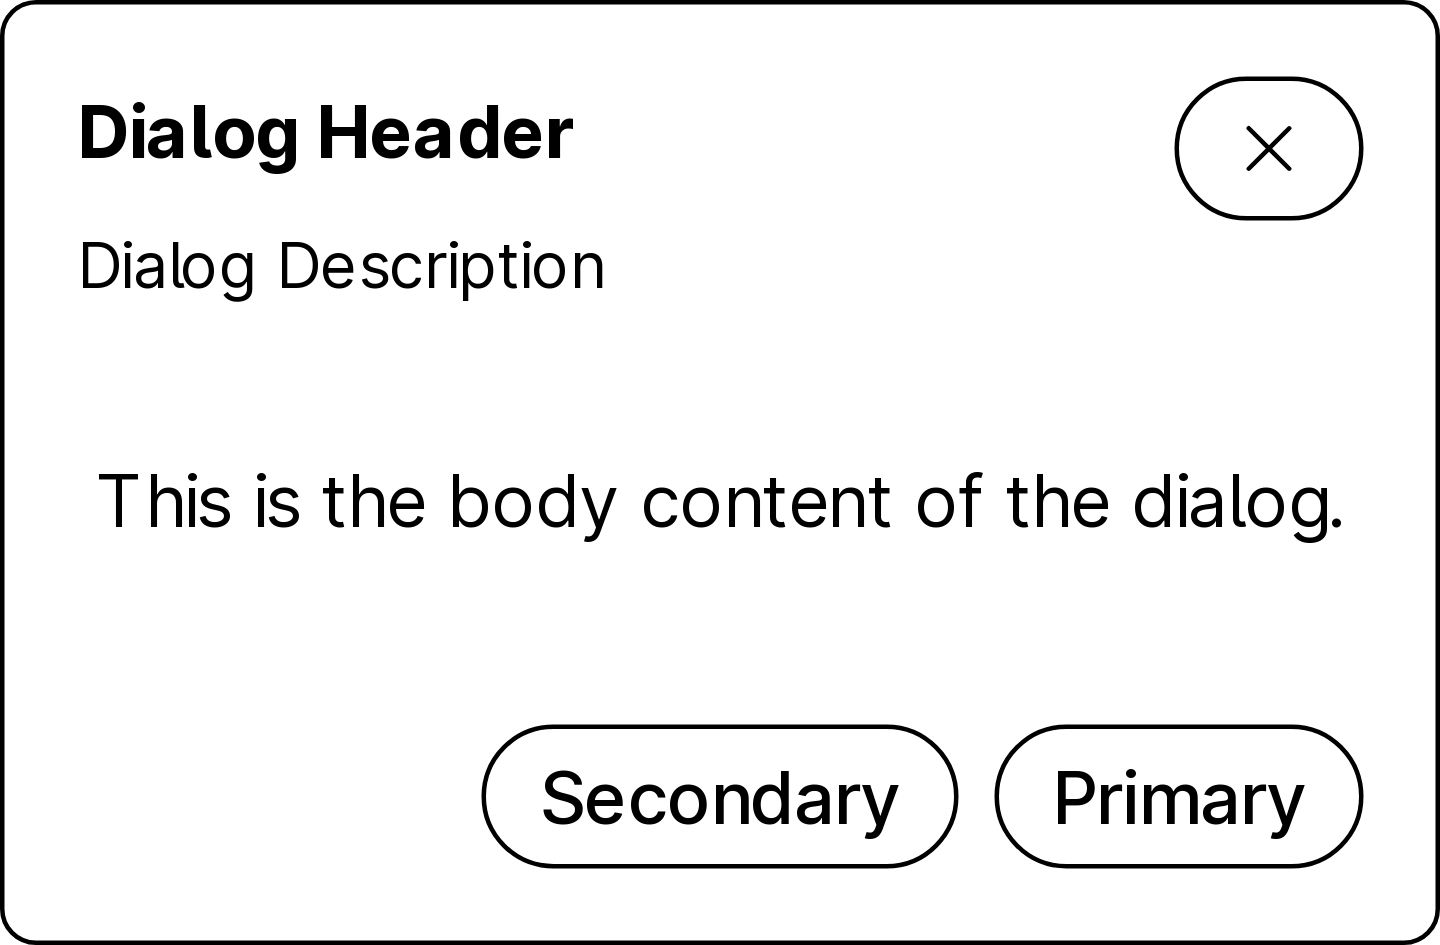 Dialog Header
Dialog Description
This is the body content of the dialog.
Secondary
Primary